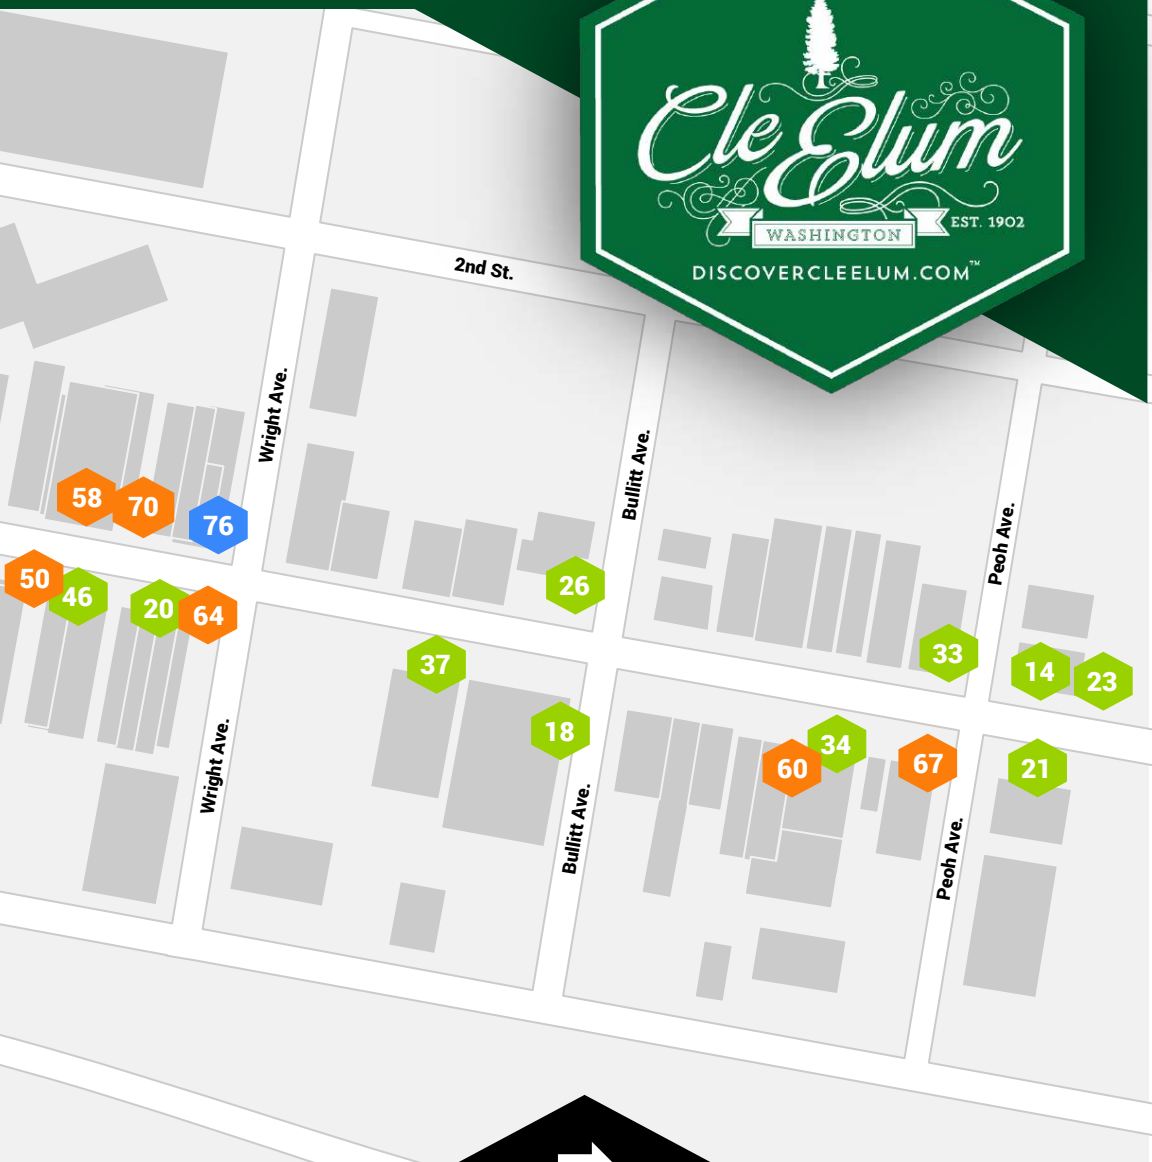 Cle Elum
WASHINGTON
EST. 1902
DISCOVERCLEELUM.COM™
2nd St.
Wright Ave.
Bullitt Ave.
Peoh Ave.
58
70
76
50
46
20
64
26
37
18
33
14
23
34
60
67
21
Wright Ave.
Bullitt Ave.
Peoh Ave.